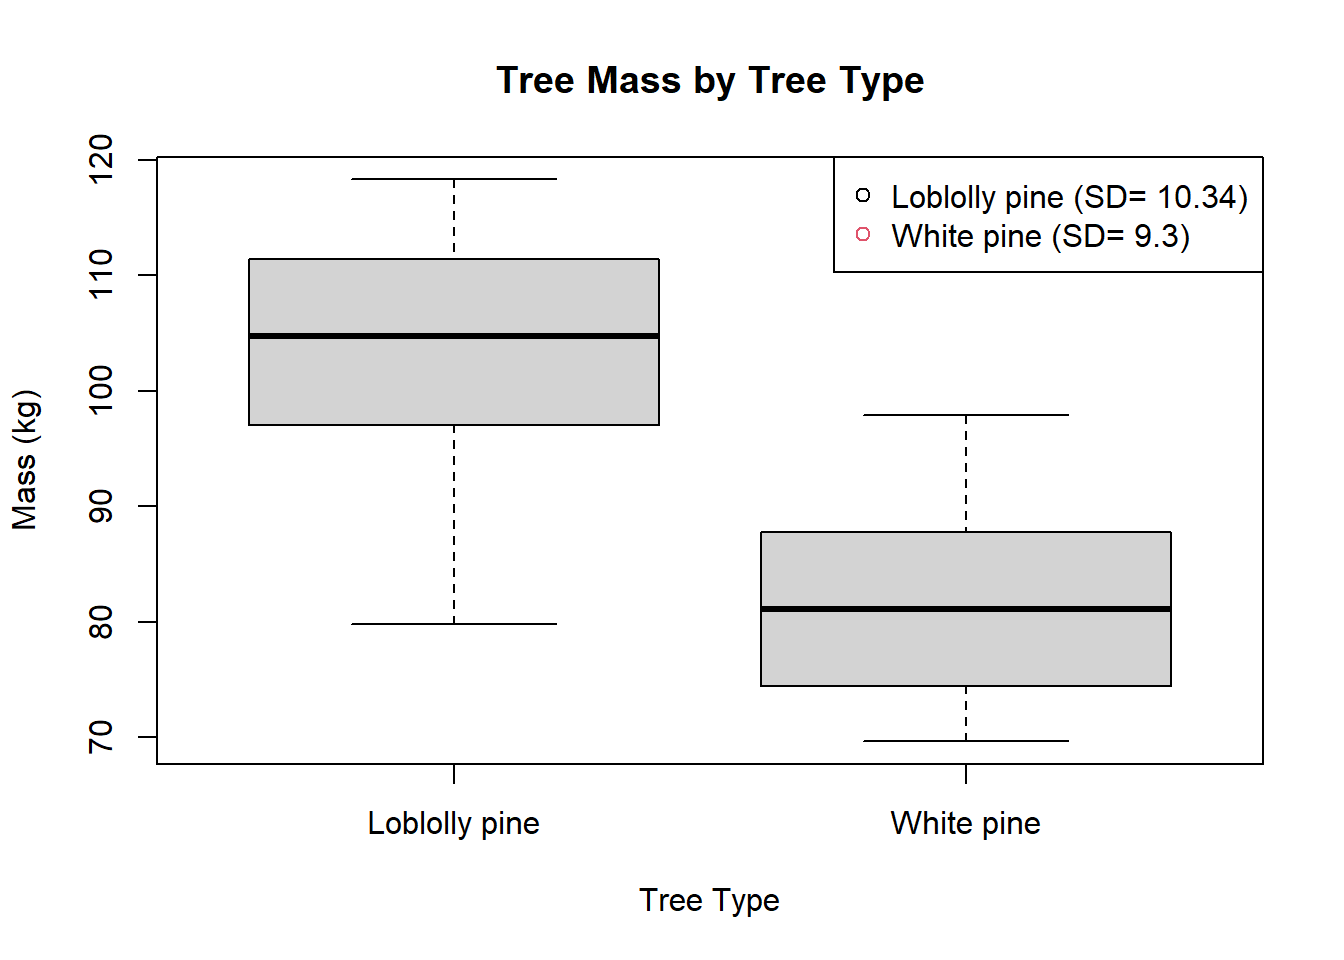 Tree Mass by Tree Type
Loblolly pine (SD= 10.34)
White pine (SD= 9.3)
120
110
100
90
80
70
Mass (kg)
Loblolly pine
White pine
Tree Type